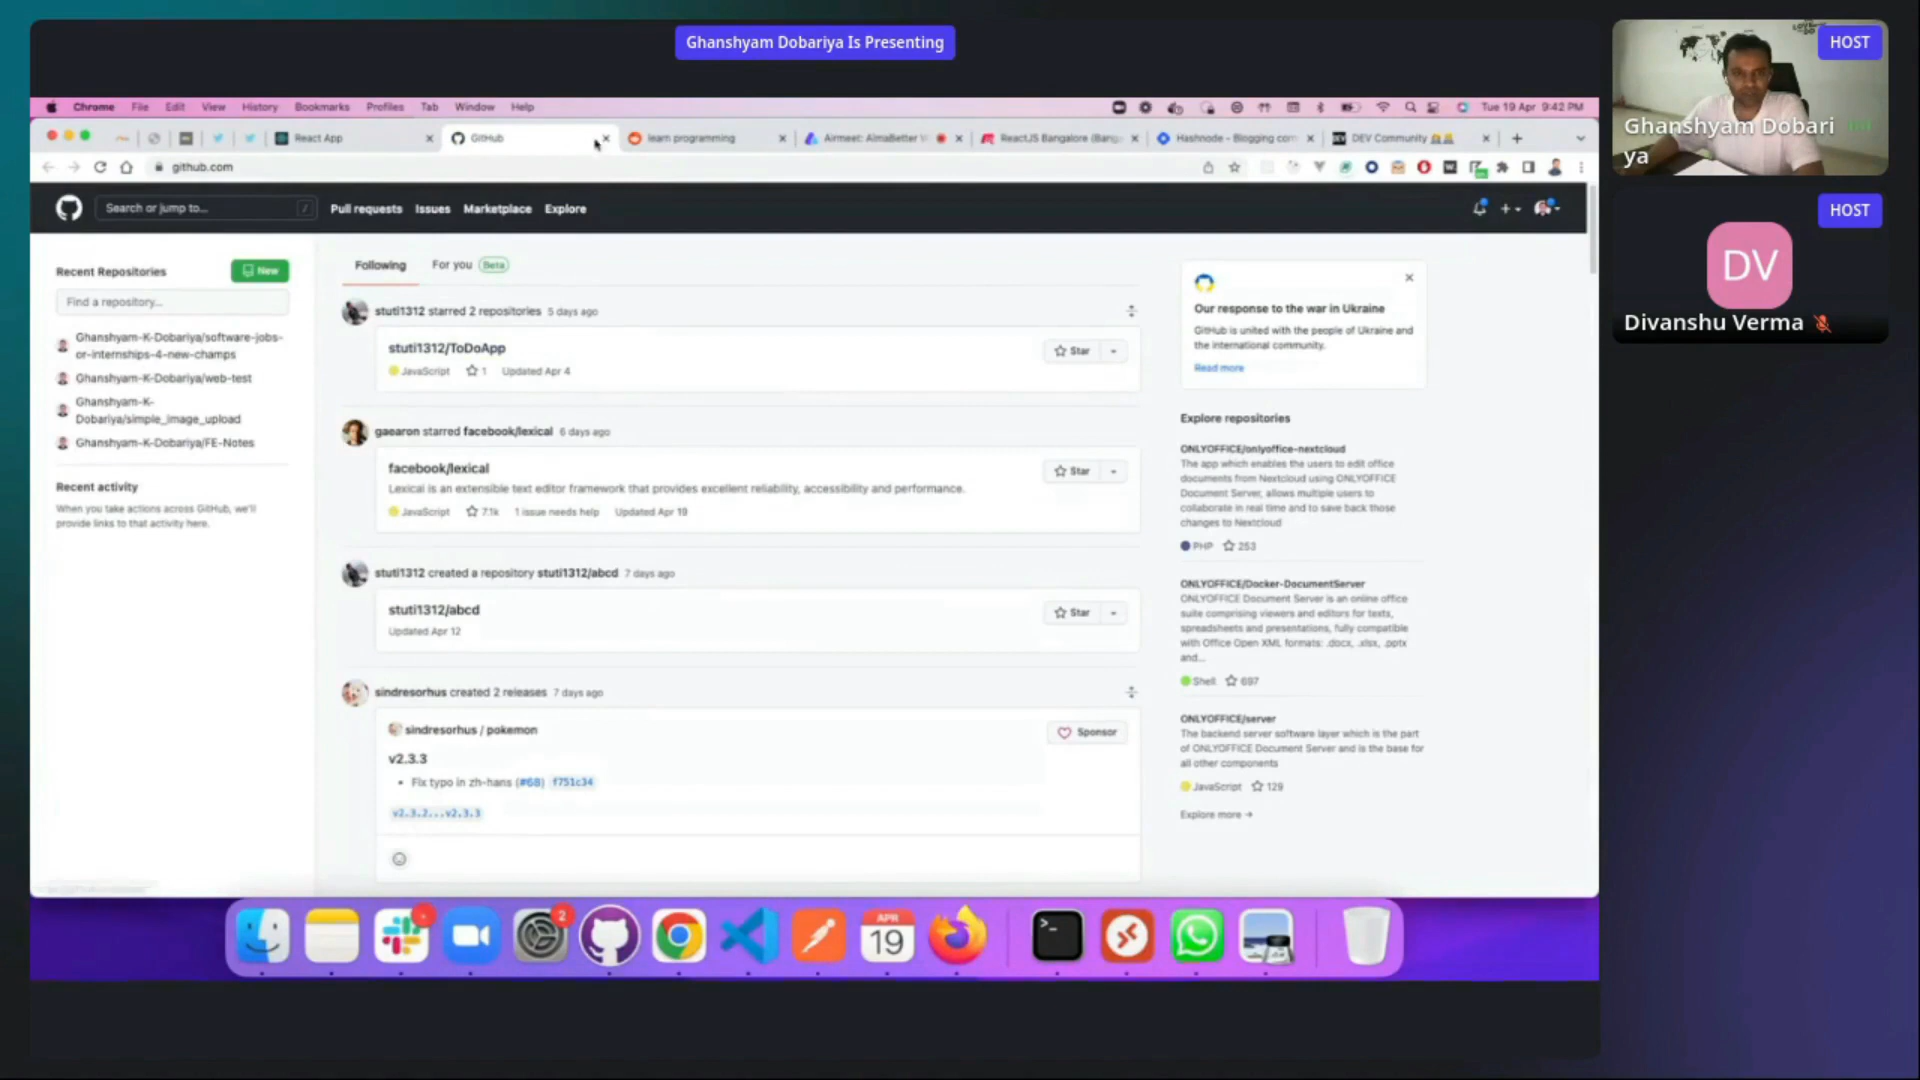 Ghanshyam Dobariya Is Presenting
HOST
Ghanshyam Dobari
ya
HOST
DV
Divanshu Verma
Chrome File Edit View History Bookmarks Profiles Tab Window Help
Tue 19 Apr 9:42 PM
React App
GitHub
learn programming
Airmeet: AlmaBetter
ReactJS Bangalore (Bang
Hashnode - Blogging com
DEV Community
github.com
Search or jump to... /
Pull requests Issues Marketplace Explore
Recent Repositories
New
Find a repository...
Ghanshyam-K-Dobariya/software-jobs-
or-internships-4-new-champs
Ghanshyam-K-Dobariya/web-test
Ghanshyam-K-
Dobariya/simple_image_upload
Ghanshyam-K-Dobariya/FE-Notes
Recent activity
When you take actions across GitHub, we'll
provide links to that activity here.
Following For you Beta
stuti1312 starred 2 repositories 5 days ago
stuti1312/ToDoApp
Star
JavaScript 1 Updated Apr 4
gaearon starred facebook/lexical 6 days ago
facebook/lexical
Star
Lexical is an extensible text editor framework that provides excellent reliability, accessibility and performance.
JavaScript 7.1k 1 issue needs help Updated Apr 19
stuti1312 created a repository stuti1312/abcd 7 days ago
stuti1312/abcd
Star
Updated Apr 12
sindresorhus created 2 releases 7 days ago
sindresorhus / pokemon
Sponsor
v2.3.3
Fix typo in zh-hans (#68) f751c34
v2.3.2...v2.3.3
Our response to the war in Ukraine
GitHub is united with the people of Ukraine and
the international community.
Read more
Explore repositories
ONLYOFFICE/onlyoffice-nextcloud
The app which enables the users to edit office
documents from Nextcloud using ONLYOFFICE
Document Server, allows multiple users to
collaborate in real time and to save back those
changes to Nextcloud
PHP 253
ONLYOFFICE/Docker-DocumentServer
ONLYOFFICE Document Server is an online office
suite comprising viewers and editors for texts,
spreadsheets and presentations, fully compatible
with Office Open XML formats: .docx, .xlsx, .pptx
and...
Shell 697
ONLYOFFICE/server
The backend server software layer which is the part
of ONLYOFFICE Document Server and is the base for
all other components
JavaScript 129
Explore more →
2
APR
19